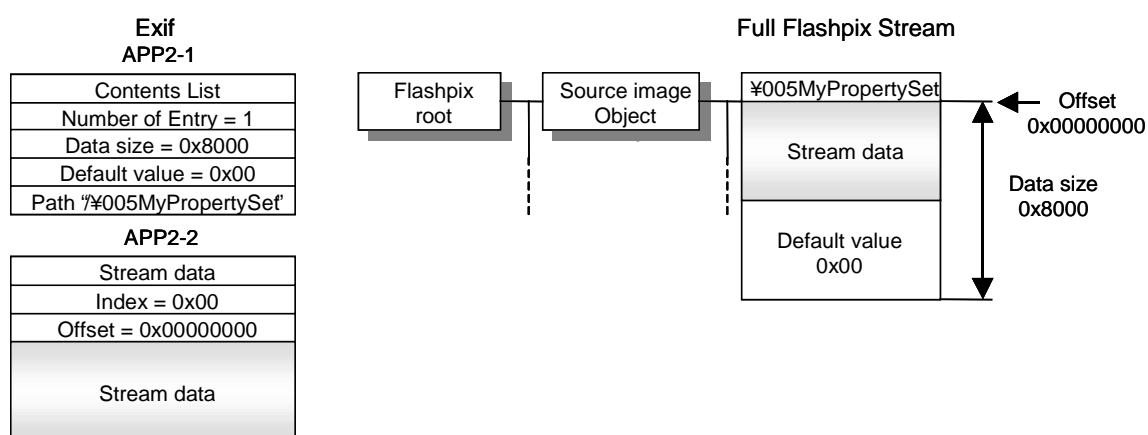 Exif
APP2-1
Contents List
Number of Entry = 1
Data size = 0x8000
Default value = 0x00
Path “/¥005MyPropertySet”
APP2-2
Stream data
Index = 0x00
Offset = 0x00000000
Stream data
Full Flashpix Stream
Flashpix
root
Source image
Object
¥005MyPropertySet
Stream data
Default value
0x00
Offset
0x00000000
Data size
0x8000